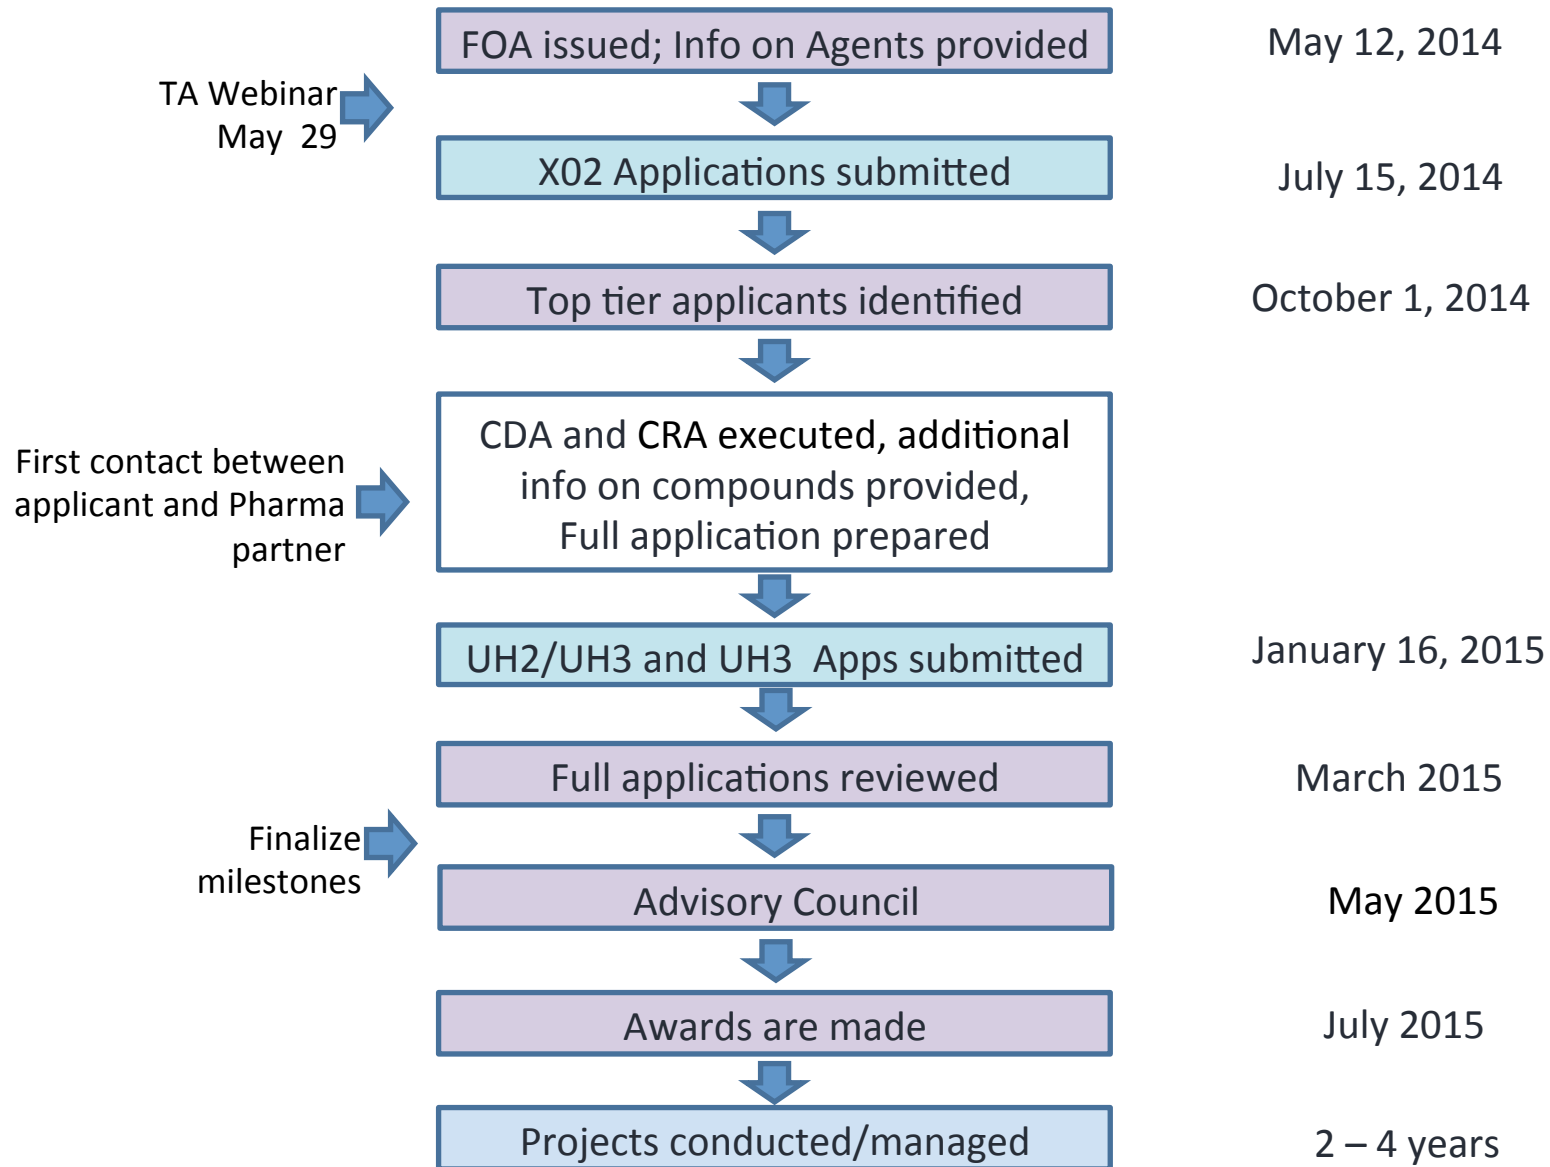 FOA issued; Info on Agents provided
May 12, 2014
TA Webinar
May 29
X02 Applications submitted
July 15, 2014
Top tier applicants identified
October 1, 2014
First contact between
applicant and Pharma
partner
CDA and CRA executed, additional
info on compounds provided,
Full application prepared
UH2/UH3 and UH3 Apps submitted
January 16, 2015
Full applications reviewed
March 2015
Finalize
milestones
Advisory Council
May 2015
Awards are made
July 2015
Projects conducted/managed
2 – 4 years